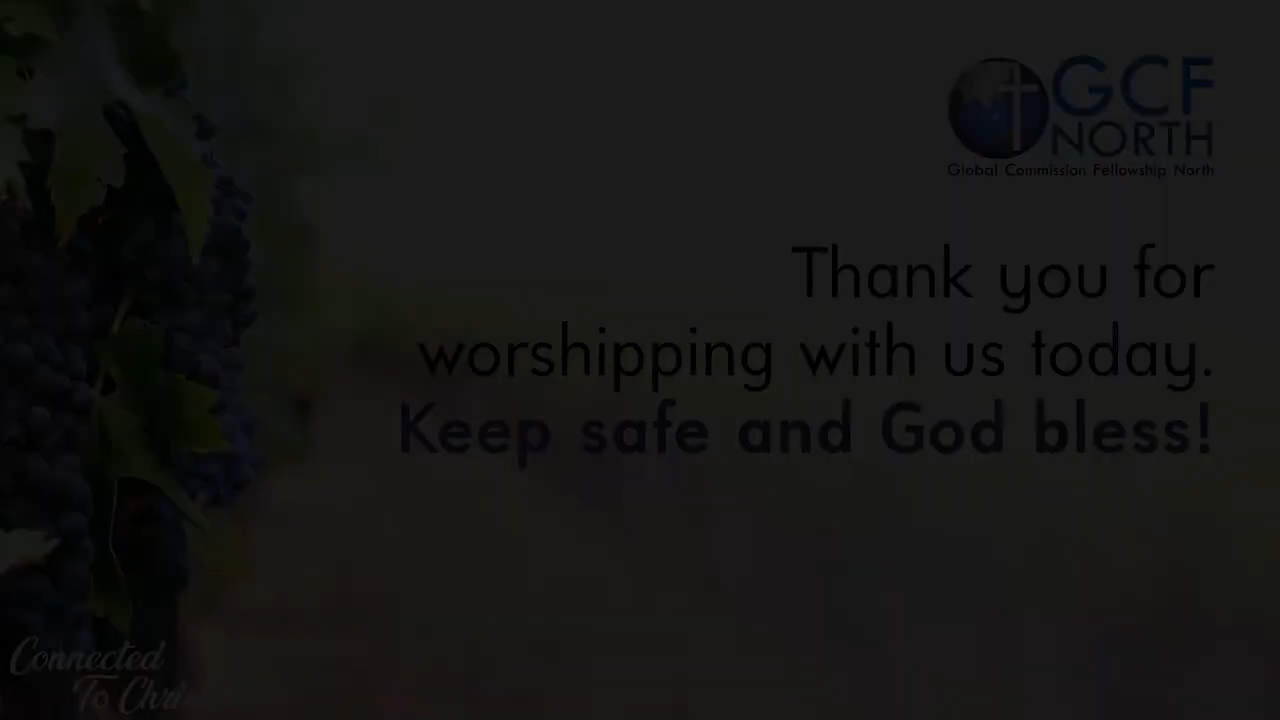 GCF
NORTH
Global Commission Fellowship North
Thank you for
worshipping with us today.
Keep safe and God bless!
Connected
To